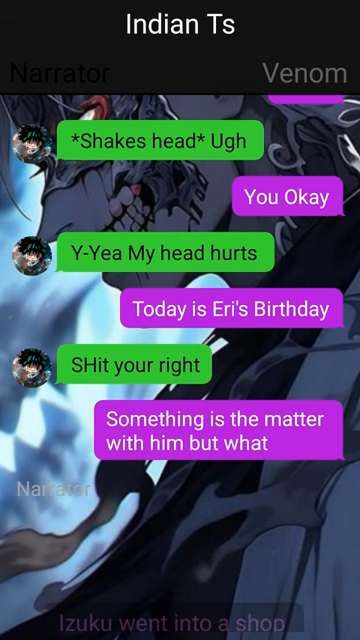 Indian Ts
Narrator
Venom
*Shakes head* Ugh
You Okay
Y-Yea My head hurts
Today is Eri's Birthday
SHit your right
Something is the matter
with him but what
Narrator
Izuku went into a shop